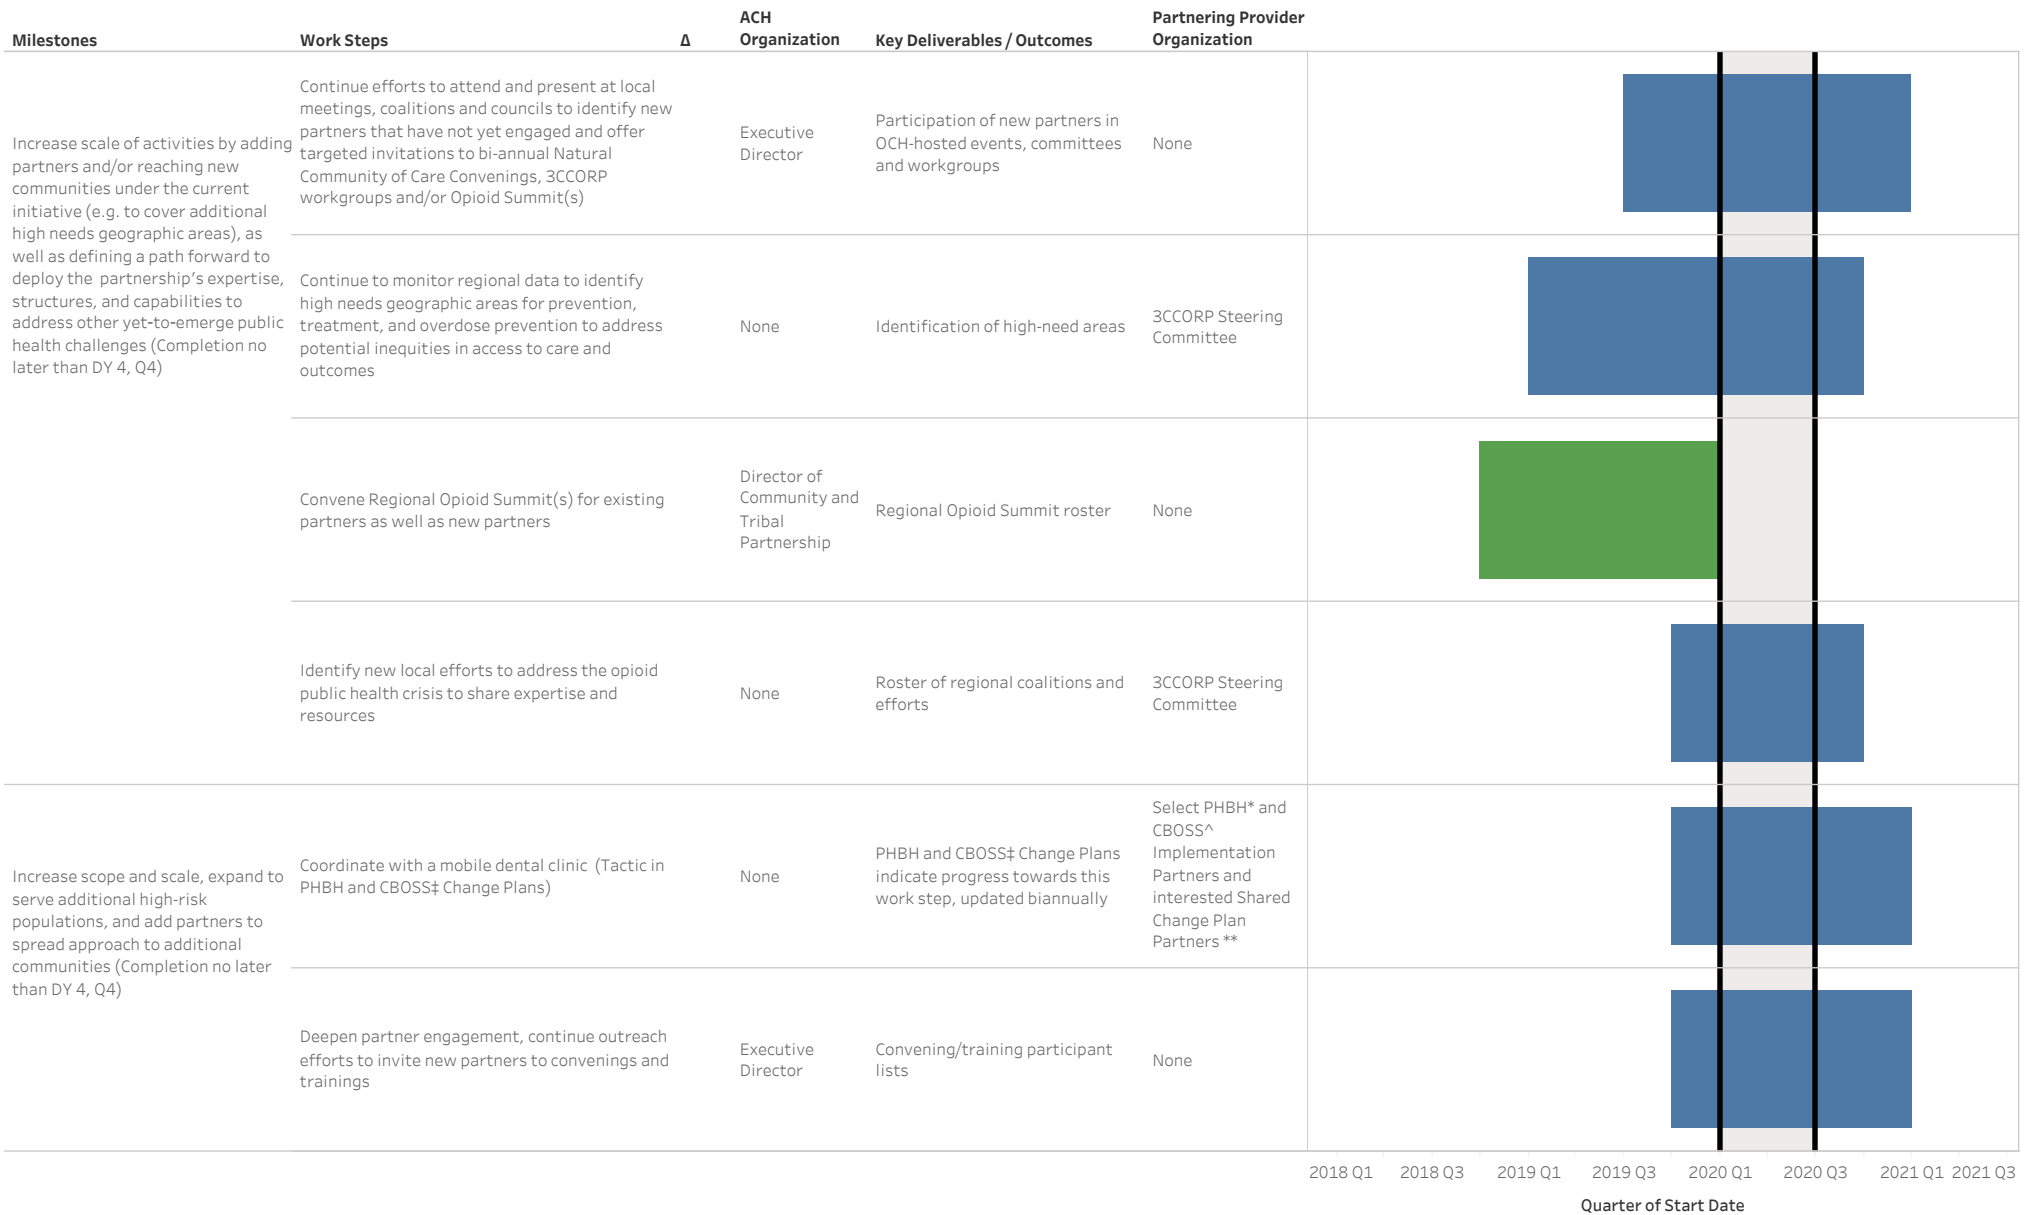 Milestones
Work Steps
Δ
ACH
Organization
Key Deliverables / Outcomes
Partnering Provider
Organization
Increase scale of activities by adding
partners and/or reaching new
communities under the current
initiative (e.g. to cover additional
high needs geographic areas), as
well as defining a path forward to
deploy the  partnership's expertise,
structures, and capabilities to
address other yet-to-emerge public
health challenges (Completion no
later than DY 4, Q4)
Continue efforts to attend and present at local
meetings, coalitions and councils to identify new
partners that have not yet engaged and offer
targeted invitations to bi-annual Natural
Community of Care Convenings, 3CCORP
workgroups and/or Opioid Summit(s)
Executive
Director
Participation of new partners in
OCH-hosted events, committees
and workgroups
None
Continue to monitor regional data to identify
high needs geographic areas for prevention,
treatment, and overdose prevention to address
potential inequities in access to care and
outcomes
None
Identification of high-need areas
3CCORP Steering
Committee
Convene Regional Opioid Summit(s) for existing
partners as well as new partners
Director of
Community and
Tribal
Partnership
Regional Opioid Summit roster
None
Identify new local efforts to address the opioid
public health crisis to share expertise and
resources
None
Roster of regional coalitions and
efforts
3CCORP Steering
Committee
Increase scope and scale, expand to
serve additional high-risk
populations, and add partners to
spread approach to additional
communities (Completion no later
than DY 4, Q4)
Coordinate with a mobile dental clinic  (Tactic in
PHBH and CBOSS‡ Change Plans)
None
PHBH and CBOSS‡ Change Plans
indicate progress towards this
work step, updated biannually
Select PHBH* and
CBOSS^
Implementation
Partners and
interested Shared
Change Plan
Partners **
Deepen partner engagement, continue outreach
efforts to invite new partners to convenings and
trainings
Executive
Director
Convening/training participant
lists
None
2018 Q1 2018 Q3 2019 Q1 2019 Q3 2020 Q1 2020 Q3 2021 Q1 2021 Q3
Quarter of Start Date